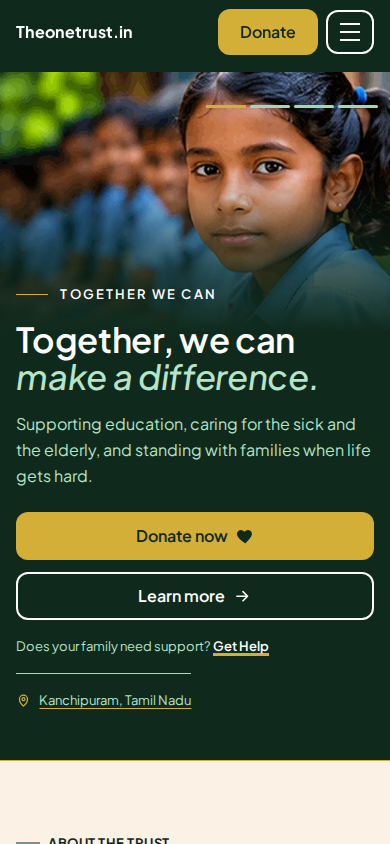 Theonetrust.in
Donate
TOGETHER WE CAN
Together, we can
make a difference.
Supporting education, caring for the sick and
the elderly, and standing with families when life
gets hard.
Donate now
Learn more →
Does your family need support? Get Help
Kanchipuram, Tamil Nadu
ABOUT THE TRUST